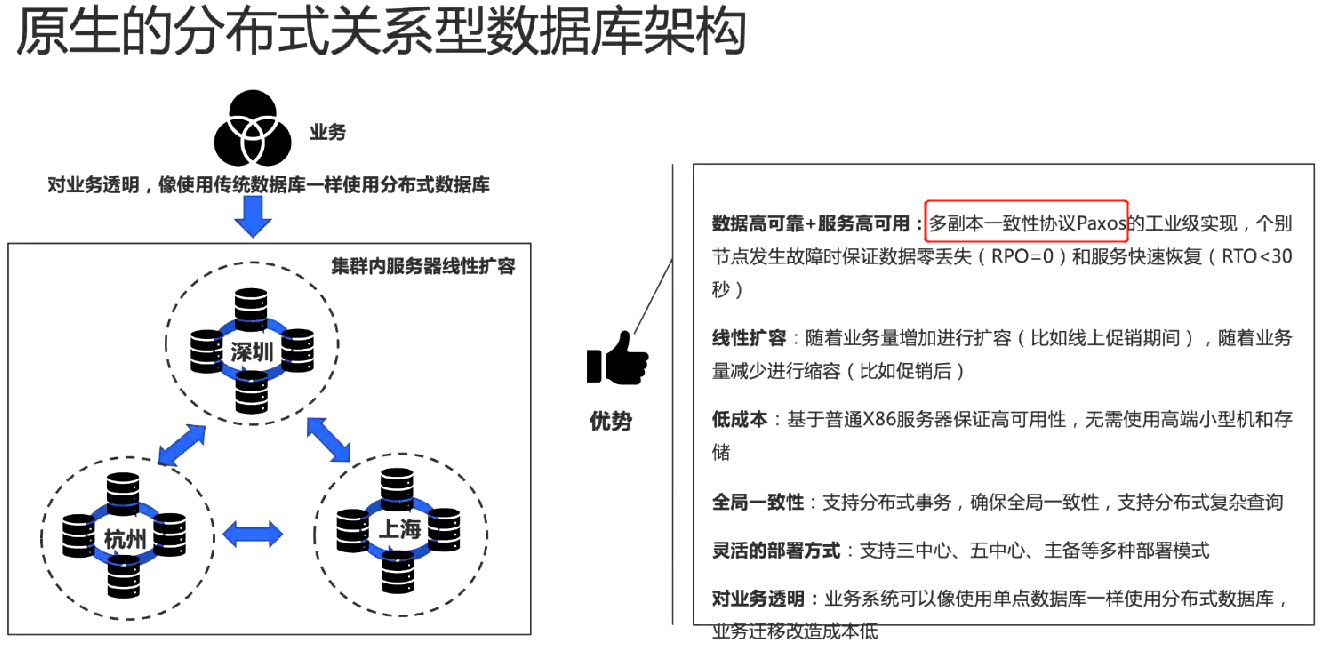 原生的分布式关系型数据库架构
业务
对业务透明，像使用传统数据库一样使用分布式数据库
集群内服务器线性扩容
深圳
杭州
上海
优势
数据高可靠+服务高可用：多副本一致性协议Paxos的工业级实现，个别
节点发生故障时保证数据零丢失（RPO=0）和服务快速恢复（RTO<30
秒）
线性扩容：随着业务量增加进行扩容（比如线上促销期间），随着业务
量减少进行缩容（比如促销后）
低成本：基于普通X86服务器保证高可用性，无需使用高端小型机和存
储
全局一致性：支持分布式事务，确保全局一致性，支持分布式复杂查询
灵活的部署方式：支持三中心、五中心、主备等多种部署模式
对业务透明：业务系统可以像使用单点数据库一样使用分布式数据库，
业务迁移改造成本低